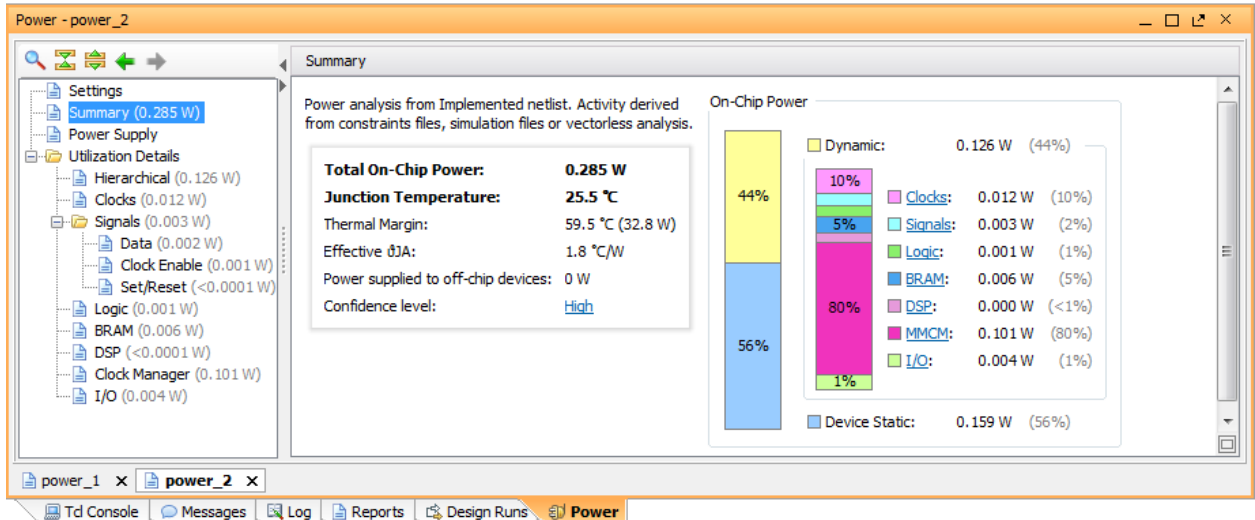 Power - power_2
Summary
Settings
Summary (0.285 W)
Power Supply
Utilization Details
Hierarchical (0.126 W)
Clocks (0.012 W)
Signals (0.003 W)
Data (0.002 W)
Clock Enable (0.001 W)
Set/Reset (<0.0001 W)
Logic (0.001 W)
BRAM (0.006 W)
DSP (<0.0001 W)
Clock Manager (0.101 W)
I/O (0.004 W)
Power analysis from Implemented netlist. Activity derived
from constraints files, simulation files or vectorless analysis.
Total On-Chip Power: 0.285 W
Junction Temperature: 25.5 °C
Thermal Margin: 59.5 °C (32.8 W)
Effective ϑJA: 1.8 °C/W
Power supplied to off-chip devices: 0 W
Confidence level: High
On-Chip Power
44%
56%
Dynamic: 0.126 W (44%)
10%
5%
80%
1%
Clocks: 0.012 W (10%)
Signals: 0.003 W (2%)
Logic: 0.001 W (1%)
BRAM: 0.006 W (5%)
DSP: 0.000 W (<1%)
MMCM: 0.101 W (80%)
I/O: 0.004 W (1%)
Device Static: 0.159 W (56%)
power_1 power_2
Tcl Console Messages Log Reports Design Runs Power